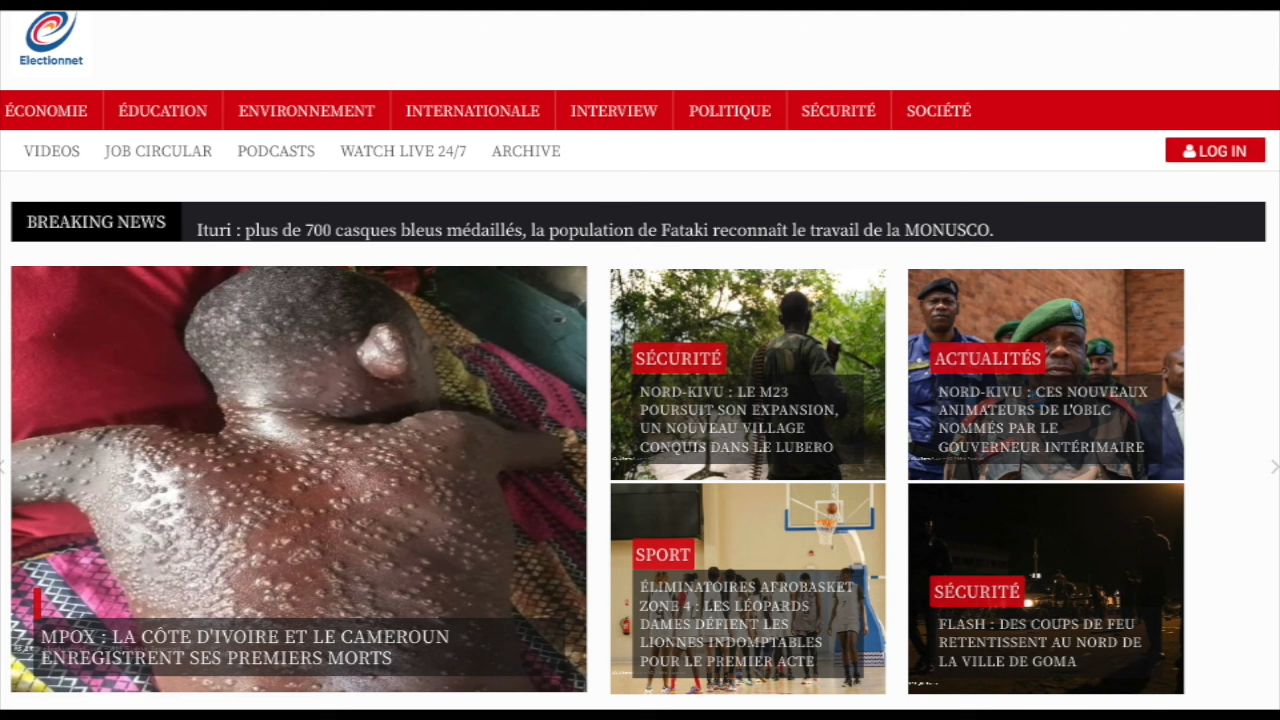 Electionnet
ÉCONOMIE ÉDUCATION ENVIRONNEMENT INTERNATIONALE INTERVIEW POLITIQUE SÉCURITÉ SOCIÉTÉ
VIDEOS JOB CIRCULAR PODCASTS WATCH LIVE 24/7 ARCHIVE LOG IN
BREAKING NEWS Ituri : plus de 700 casques bleus médaillés, la population de Fataki reconnaît le travail de la MONUSCO.
MPOX : LA CÔTE D'IVOIRE ET LE CAMEROUN
ENREGISTRENT SES PREMIERS MORTS
SÉCURITÉ
NORD-KIVU : LE M23
POURSUIT SON EXPANSION,
UN NOUVEAU VILLAGE
CONQUIS DANS LE LUBERO
ACTUALITÉS
NORD-KIVU : CES NOUVEAUX
ANIMATEURS DE L'OBLC
NOMMÉS PAR LE
GOUVERNEUR INTÉRIMAIRE
SPORT
ÉLIMINATOIRES AFROBASKET
ZONE 4 : LES LÉOPARDS
DAMES DÉFIENT LES
LIONNES INDOMPTABLES
POUR LE PREMIER ACTE
SÉCURITÉ
FLASH : DES COUPS DE FEU
RETENTISSENT AU NORD DE
LA VILLE DE GOMA